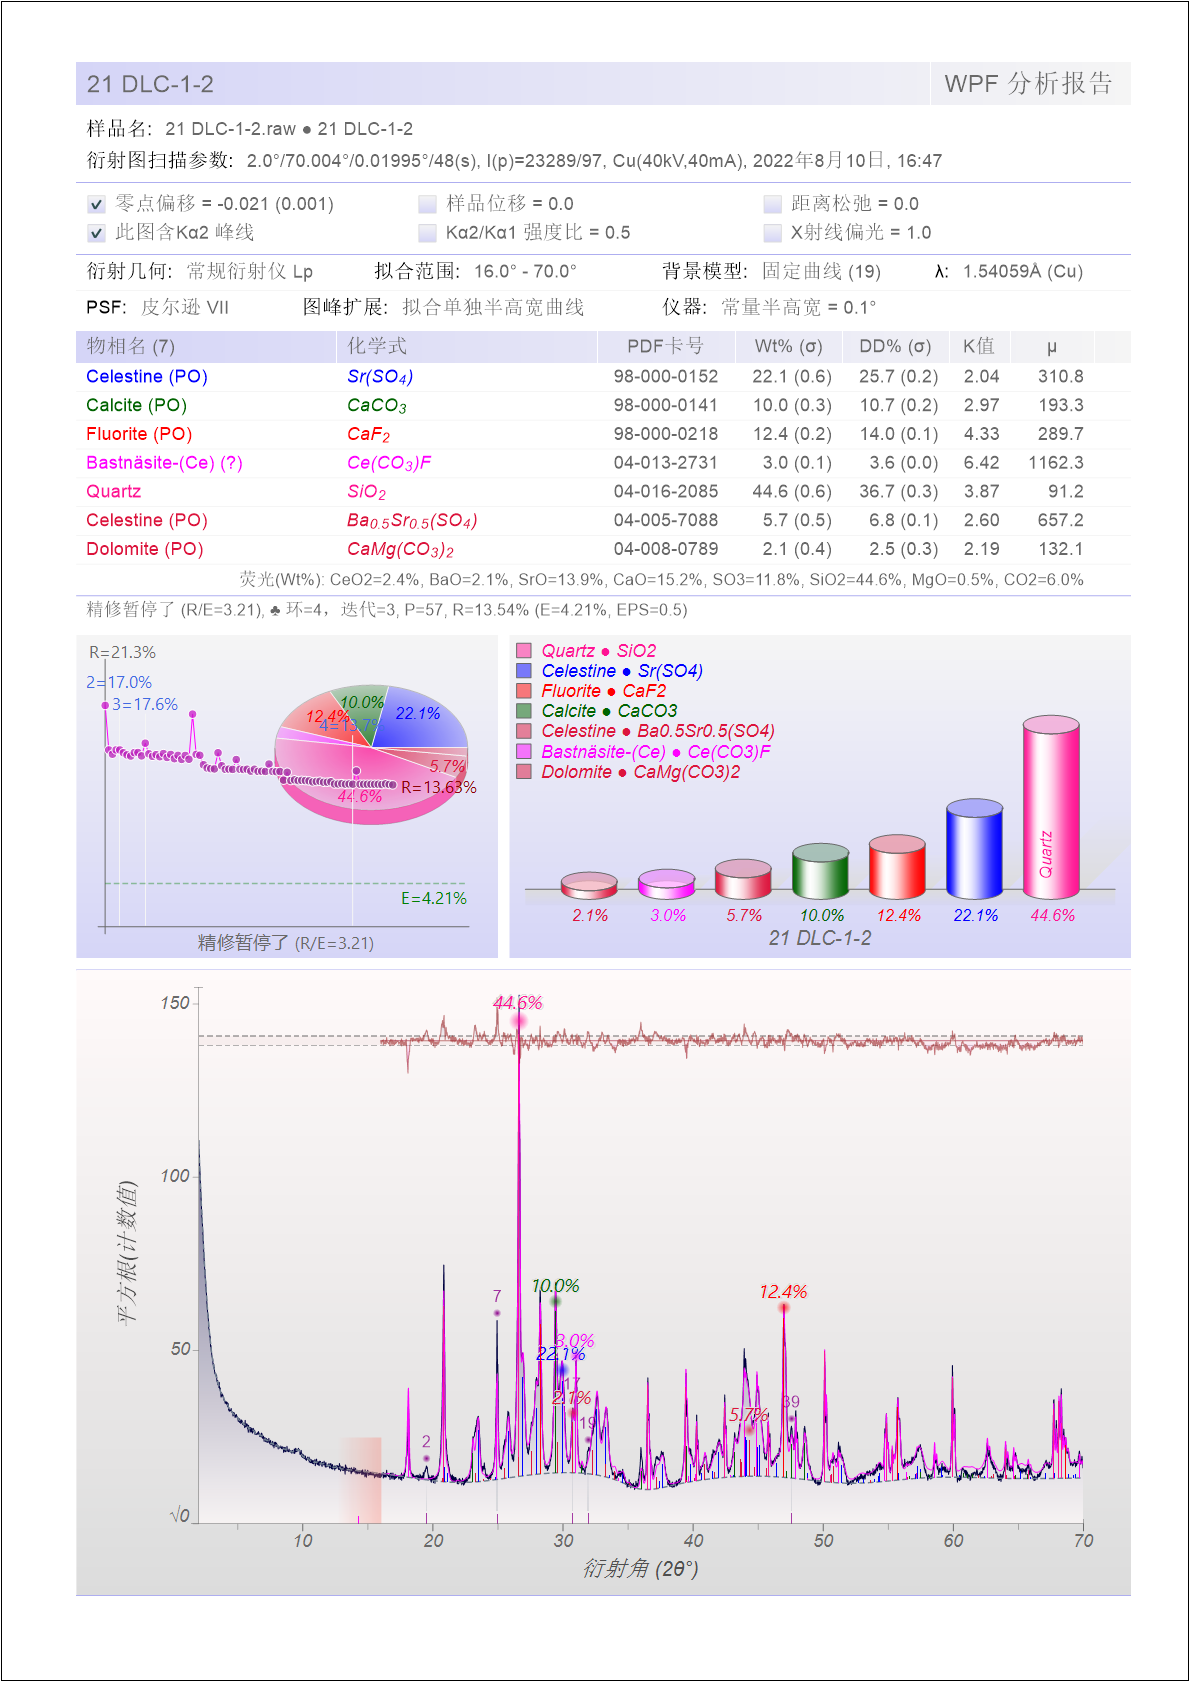 21 DLC-1-2 WPF 分析报告
样品名: 21 DLC-1-2.raw ● 21 DLC-1-2
衍射图扫描参数: 2.0°/70.004°/0.01995°/48(s), I(p)=23289/97, Cu(40kV,40mA), 2022年8月10日, 16:47
零点偏移 = -0.021 (0.001) 样品位移 = 0.0 距离松弛 = 0.0
此图含Kα2 峰线 Kα2/Kα1 强度比 = 0.5 X射线偏光 = 1.0
衍射几何: 常规衍射仪 Lp 拟合范围: 16.0° - 70.0° 背景模型: 固定曲线 (19) λ: 1.54059Å (Cu)
PSF: 皮尔逊 VII 图峰扩展: 拟合单独半高宽曲线 仪器: 常量半高宽 = 0.1°
物相名 (7) 化学式 PDF卡号 Wt% (σ) DD% (σ) K值 μ
Celestine (PO) Sr(SO4) 98-000-0152 22.1 (0.6) 25.7 (0.2) 2.04 310.8
Calcite (PO) CaCO3 98-000-0141 10.0 (0.3) 10.7 (0.2) 2.97 193.3
Fluorite (PO) CaF2 98-000-0218 12.4 (0.2) 14.0 (0.1) 4.33 289.7
Bastnäsite-(Ce) (?) Ce(CO3)F 04-013-2731 3.0 (0.1) 3.6 (0.0) 6.42 1162.3
Quartz SiO2 04-016-2085 44.6 (0.6) 36.7 (0.3) 3.87 91.2
Celestine (PO) Ba0.5Sr0.5(SO4) 04-005-7088 5.7 (0.5) 6.8 (0.1) 2.60 657.2
Dolomite (PO) CaMg(CO3)2 04-008-0789 2.1 (0.4) 2.5 (0.3) 2.19 132.1
荧光(Wt%): CeO2=2.4%, BaO=2.1%, SrO=13.9%, CaO=15.2%, SO3=11.8%, SiO2=44.6%, MgO=0.5%, CO2=6.0%
精修暂停了 (R/E=3.21), ♣ 环=4，迭代=3, P=57, R=13.54% (E=4.21%, EPS=0.5)
R=21.3%
2=17.0%
3=17.6%
10.0%
12.4%
22.1%
4=13.7%
5.7%
R=13.63%
44.6%
E=4.21%
精修暂停了 (R/E=3.21)
Quartz ● SiO2
Celestine ● Sr(SO4)
Fluorite ● CaF2
Calcite ● CaCO3
Celestine ● Ba0.5Sr0.5(SO4)
Bastnäsite-(Ce) ● Ce(CO3)F
Dolomite ● CaMg(CO3)2
Quartz
2.1% 3.0% 5.7% 10.0% 12.4% 22.1% 44.6%
21 DLC-1-2
150
44.6%
100
平方根(计数值)
10.0%
12.4%
7
3.0%
50
22.1%
17
2.1%
39
5.7%
19
2
√0
10 20 30 40 50 60 70
衍射角 (2θ°)